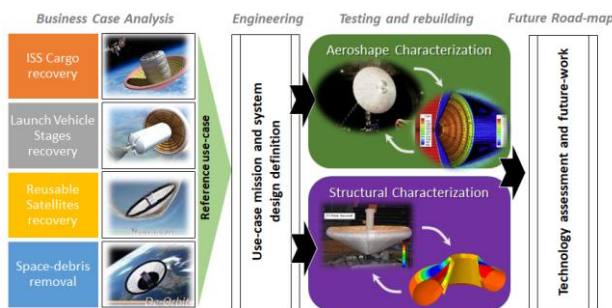 Business Case Analysis
Engineering
Testing and rebuilding
Future Road-map
ISS Cargo
recovery
Launch Vehicle
Stages
recovery
Reusable
Satellites
recovery
Space-debris
removal
De-Orbit
Reference use-case
Use-case mission and system
design definition
Aeroshape Characterization
Structural Characterization
Technology assessment and future-work